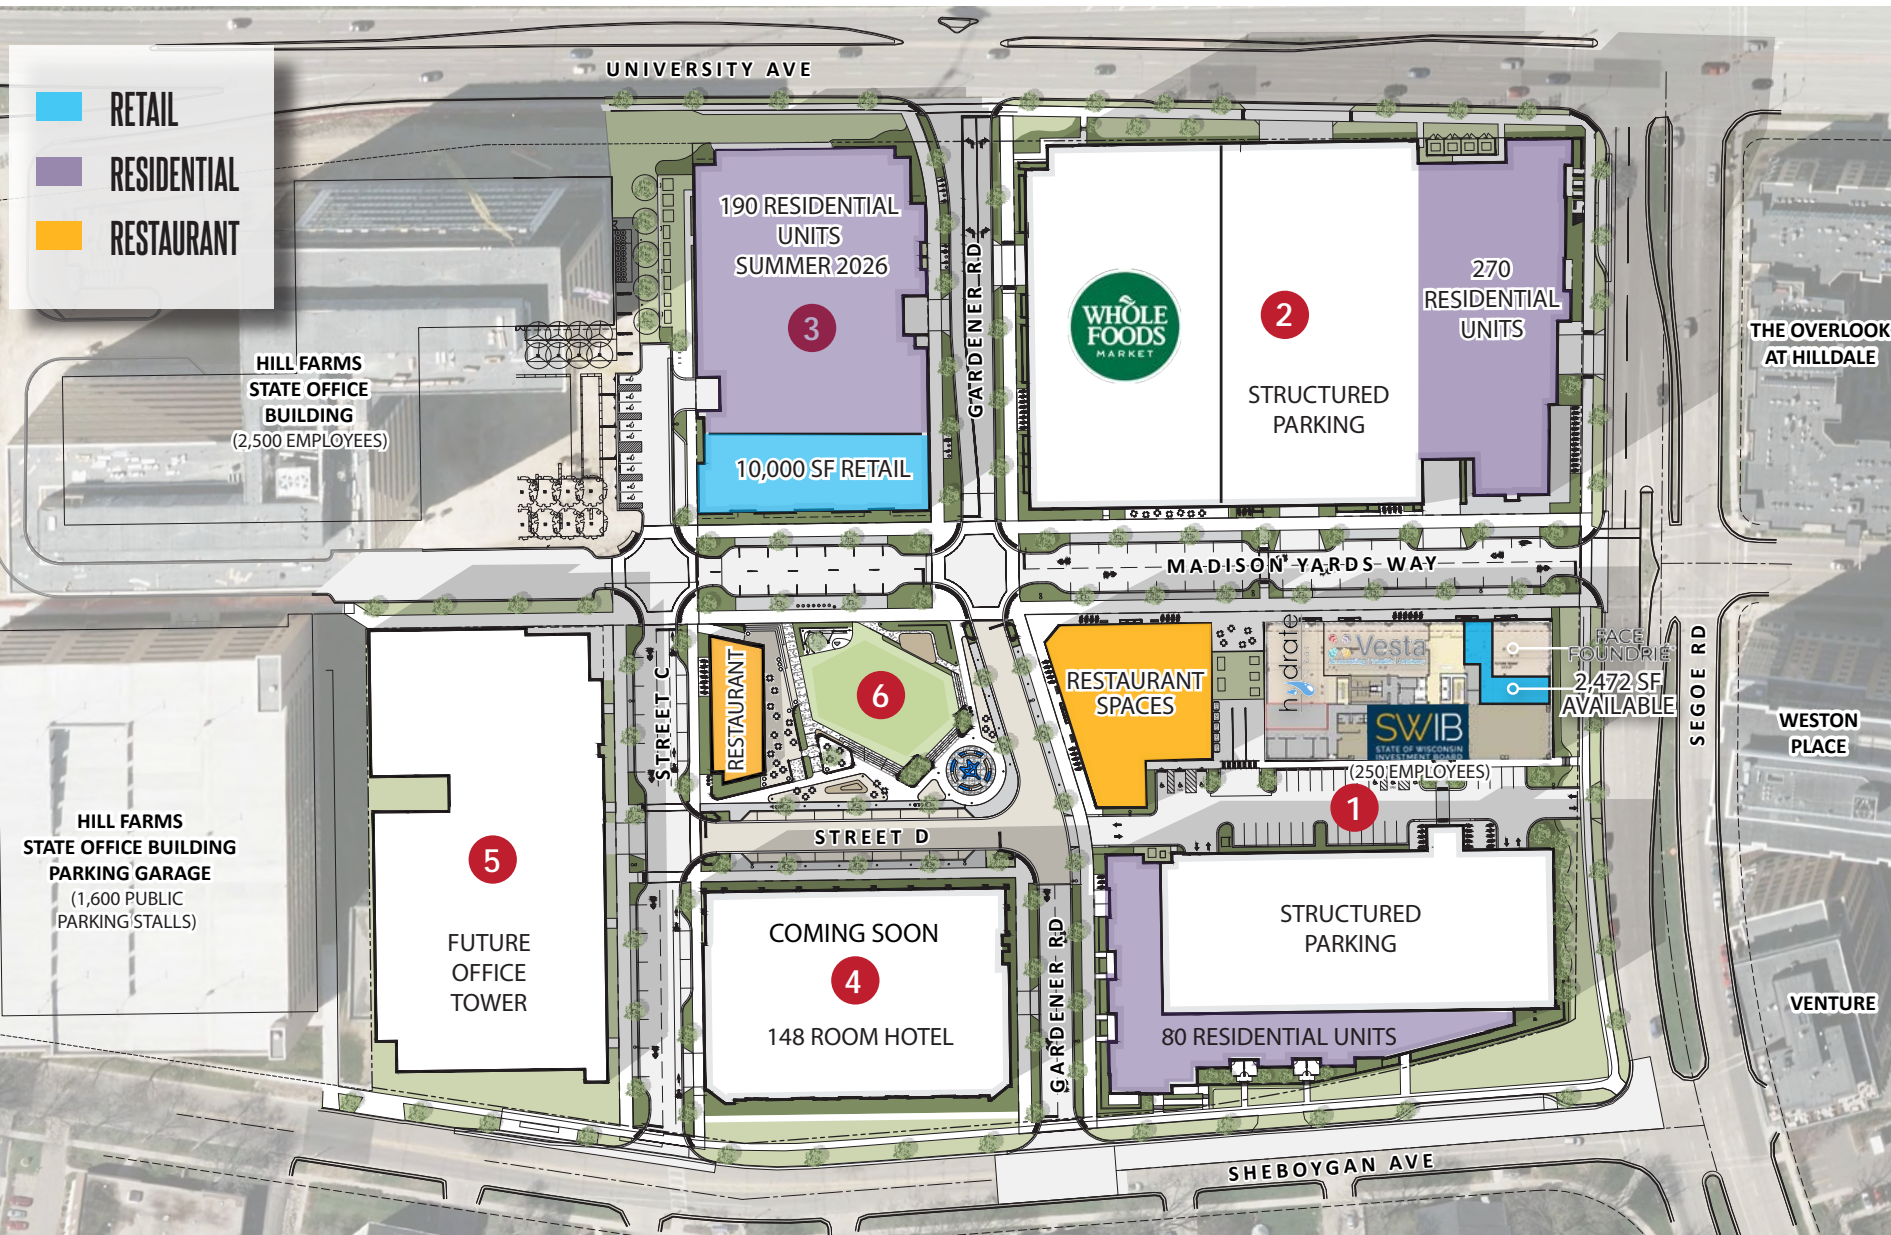 UNIVERSITY AVE
RETAIL
RESIDENTIAL
RESTAURANT
190 RESIDENTIAL
UNITS
SUMMER 2026
3
10,000 SF RETAIL
GARDENER RD
WHOLE
FOODS
MARKET
2
STRUCTURED
PARKING
270
RESIDENTIAL
UNITS
THE OVERLOOK
AT HILLDALE
HILL FARMS
STATE OFFICE
BUILDING
(2,500 EMPLOYEES)
MADISON YARDS WAY
STREET C
RESTAURANT
6
RESTAURANT
SPACES
hydrate
Vesta
FACE
FOUNDRIE
2,472 SF
AVAILABLE
SWIB
STATE OF WISCONSIN
INVESTMENT BOARD
(250 EMPLOYEES)
1
SEGOE RD
WESTON
PLACE
HILL FARMS
STATE OFFICE BUILDING
PARKING GARAGE
(1,600 PUBLIC
PARKING STALLS)
5
FUTURE
OFFICE
TOWER
STREET D
COMING SOON
4
148 ROOM HOTEL
GARDENER RD
STRUCTURED
PARKING
80 RESIDENTIAL UNITS
VENTURE
SHEBOYGAN AVE